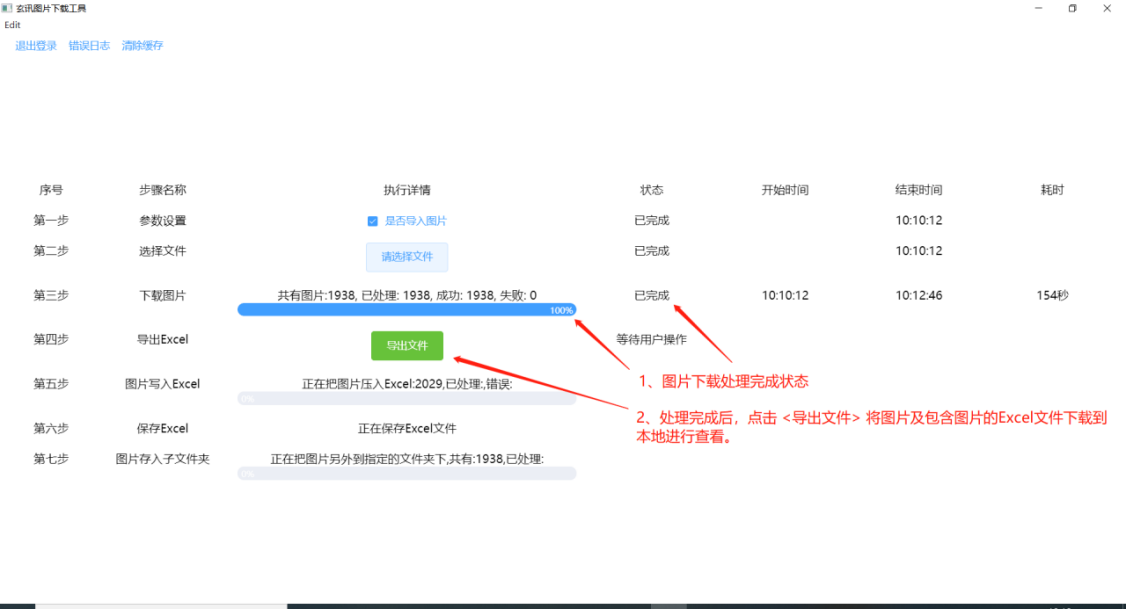 玄讯图片下载工具
Edit
退出登录 错误日志 清除缓存
序号 步骤名称 执行详情 状态 开始时间 结束时间 耗时
第一步 参数设置 是否导入图片 已完成 10:10:12
第二步 选择文件 请选择文件 已完成 10:10:12
第三步 下载图片 共有图片:1938, 已处理: 1938, 成功: 1938, 失败: 0 已完成 10:10:12 10:12:46 154秒
100%
第四步 导出Excel 导出文件 等待用户操作
第五步 图片写入Excel 正在把图片压入Excel:2029,已处理:,错误:
0%
1、图片下载处理完成状态
2、处理完成后，点击 <导出文件> 将图片及包含图片的Excel文件下载到
本地进行查看。
第六步 保存Excel 正在保存Excel文件
第七步 图片存入子文件夹 正在把图片另外到指定的文件夹下,共有:1938,已处理:
0%